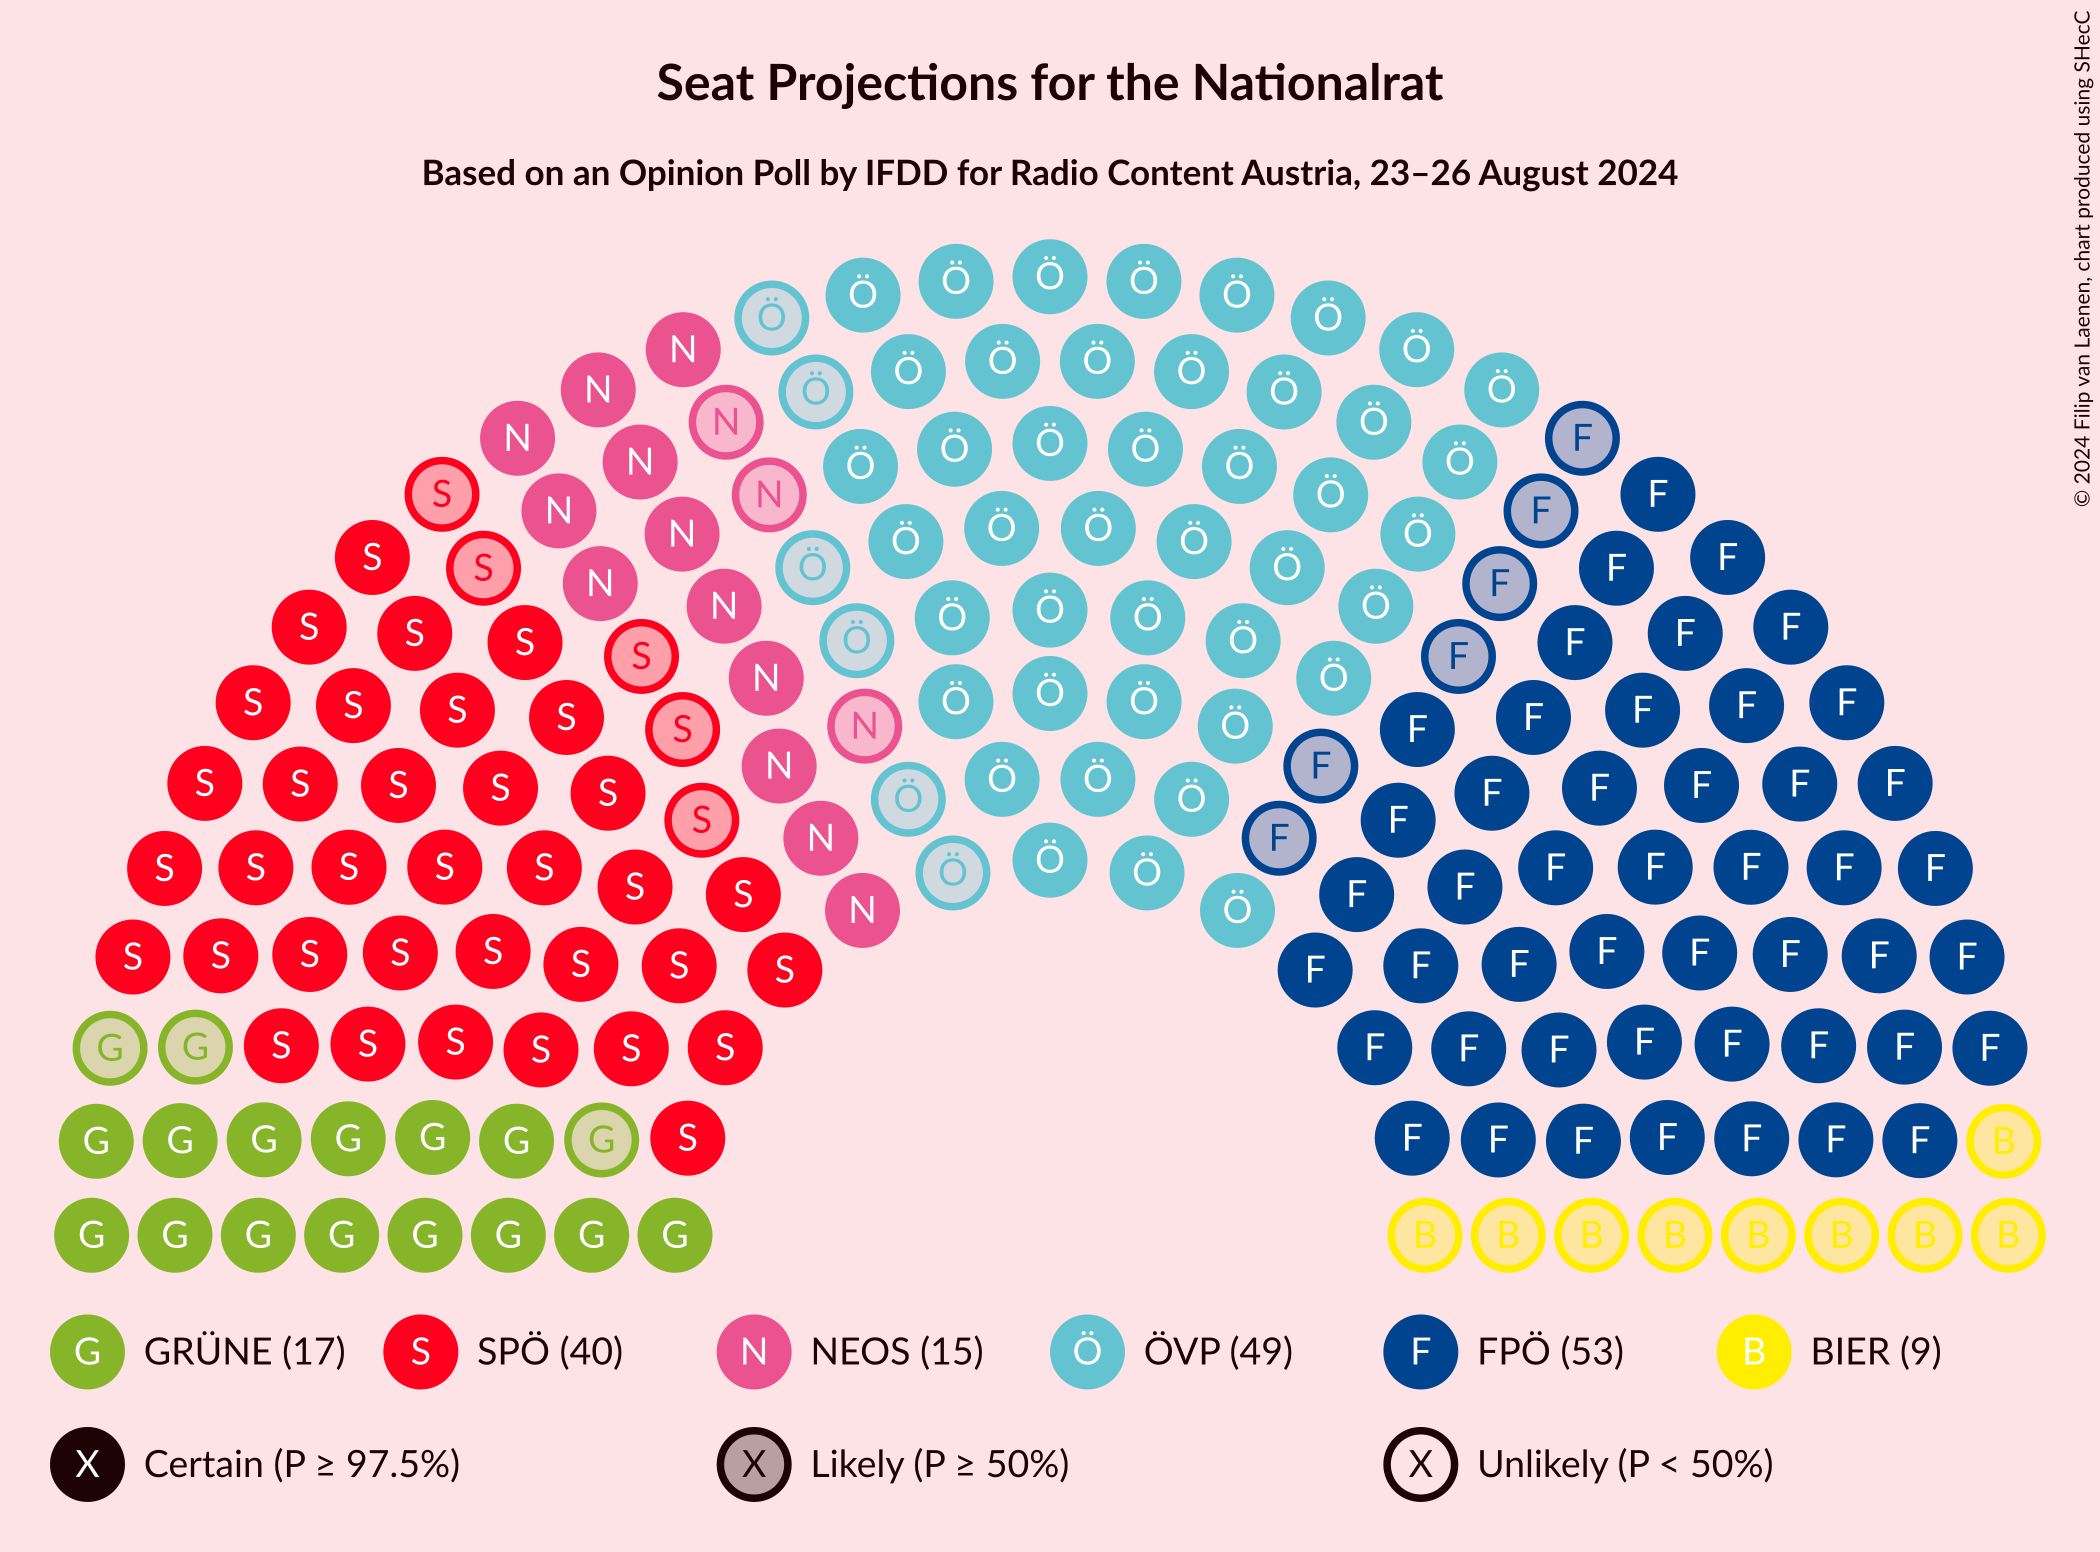 Seat Projections for the Nationalrat
Based on an Opinion Poll by IFDD for Radio Content Austria, 23–26 August 2024
© 2024 Filip van Laenen, chart produced using SHecC
Ö Ö Ö Ö Ö
Ö Ö
N Ö Ö Ö Ö Ö
N Ö Ö Ö
N N Ö Ö Ö Ö F
N Ö Ö Ö
S N N Ö F F
N Ö Ö Ö Ö Ö
S S N Ö Ö F F F
S S S N Ö Ö Ö Ö Ö Ö F F F
S N Ö F
S S S S S N Ö Ö Ö Ö F F F F F
S S S S S N Ö Ö Ö Ö F F F F F F
S N F F
S S S S S S S N Ö Ö Ö Ö F F F F F F F
S S S S S S S S F F F F F F F F
G G S S S S S S F F F F F F F F
G G G G G G G S F F F F F F F B
G G G G G G G G B B B B B B B B
G GRÜNE (17) S SPÖ (40) N NEOS (15) Ö ÖVP (49) F FPÖ (53) B BIER (9)
X Certain (P ≥ 97.5%) X Likely (P ≥ 50%) X Unlikely (P < 50%)